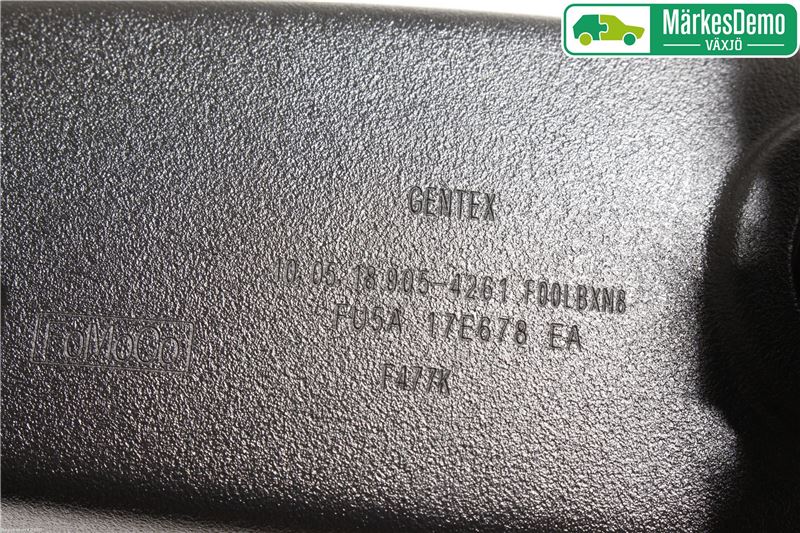 MärkesDemo
VÄXJÖ
GENTEX
10.05.18 905-4261 F00LBXN8
FU5A 17E678 EA
FoMoCo
F477K